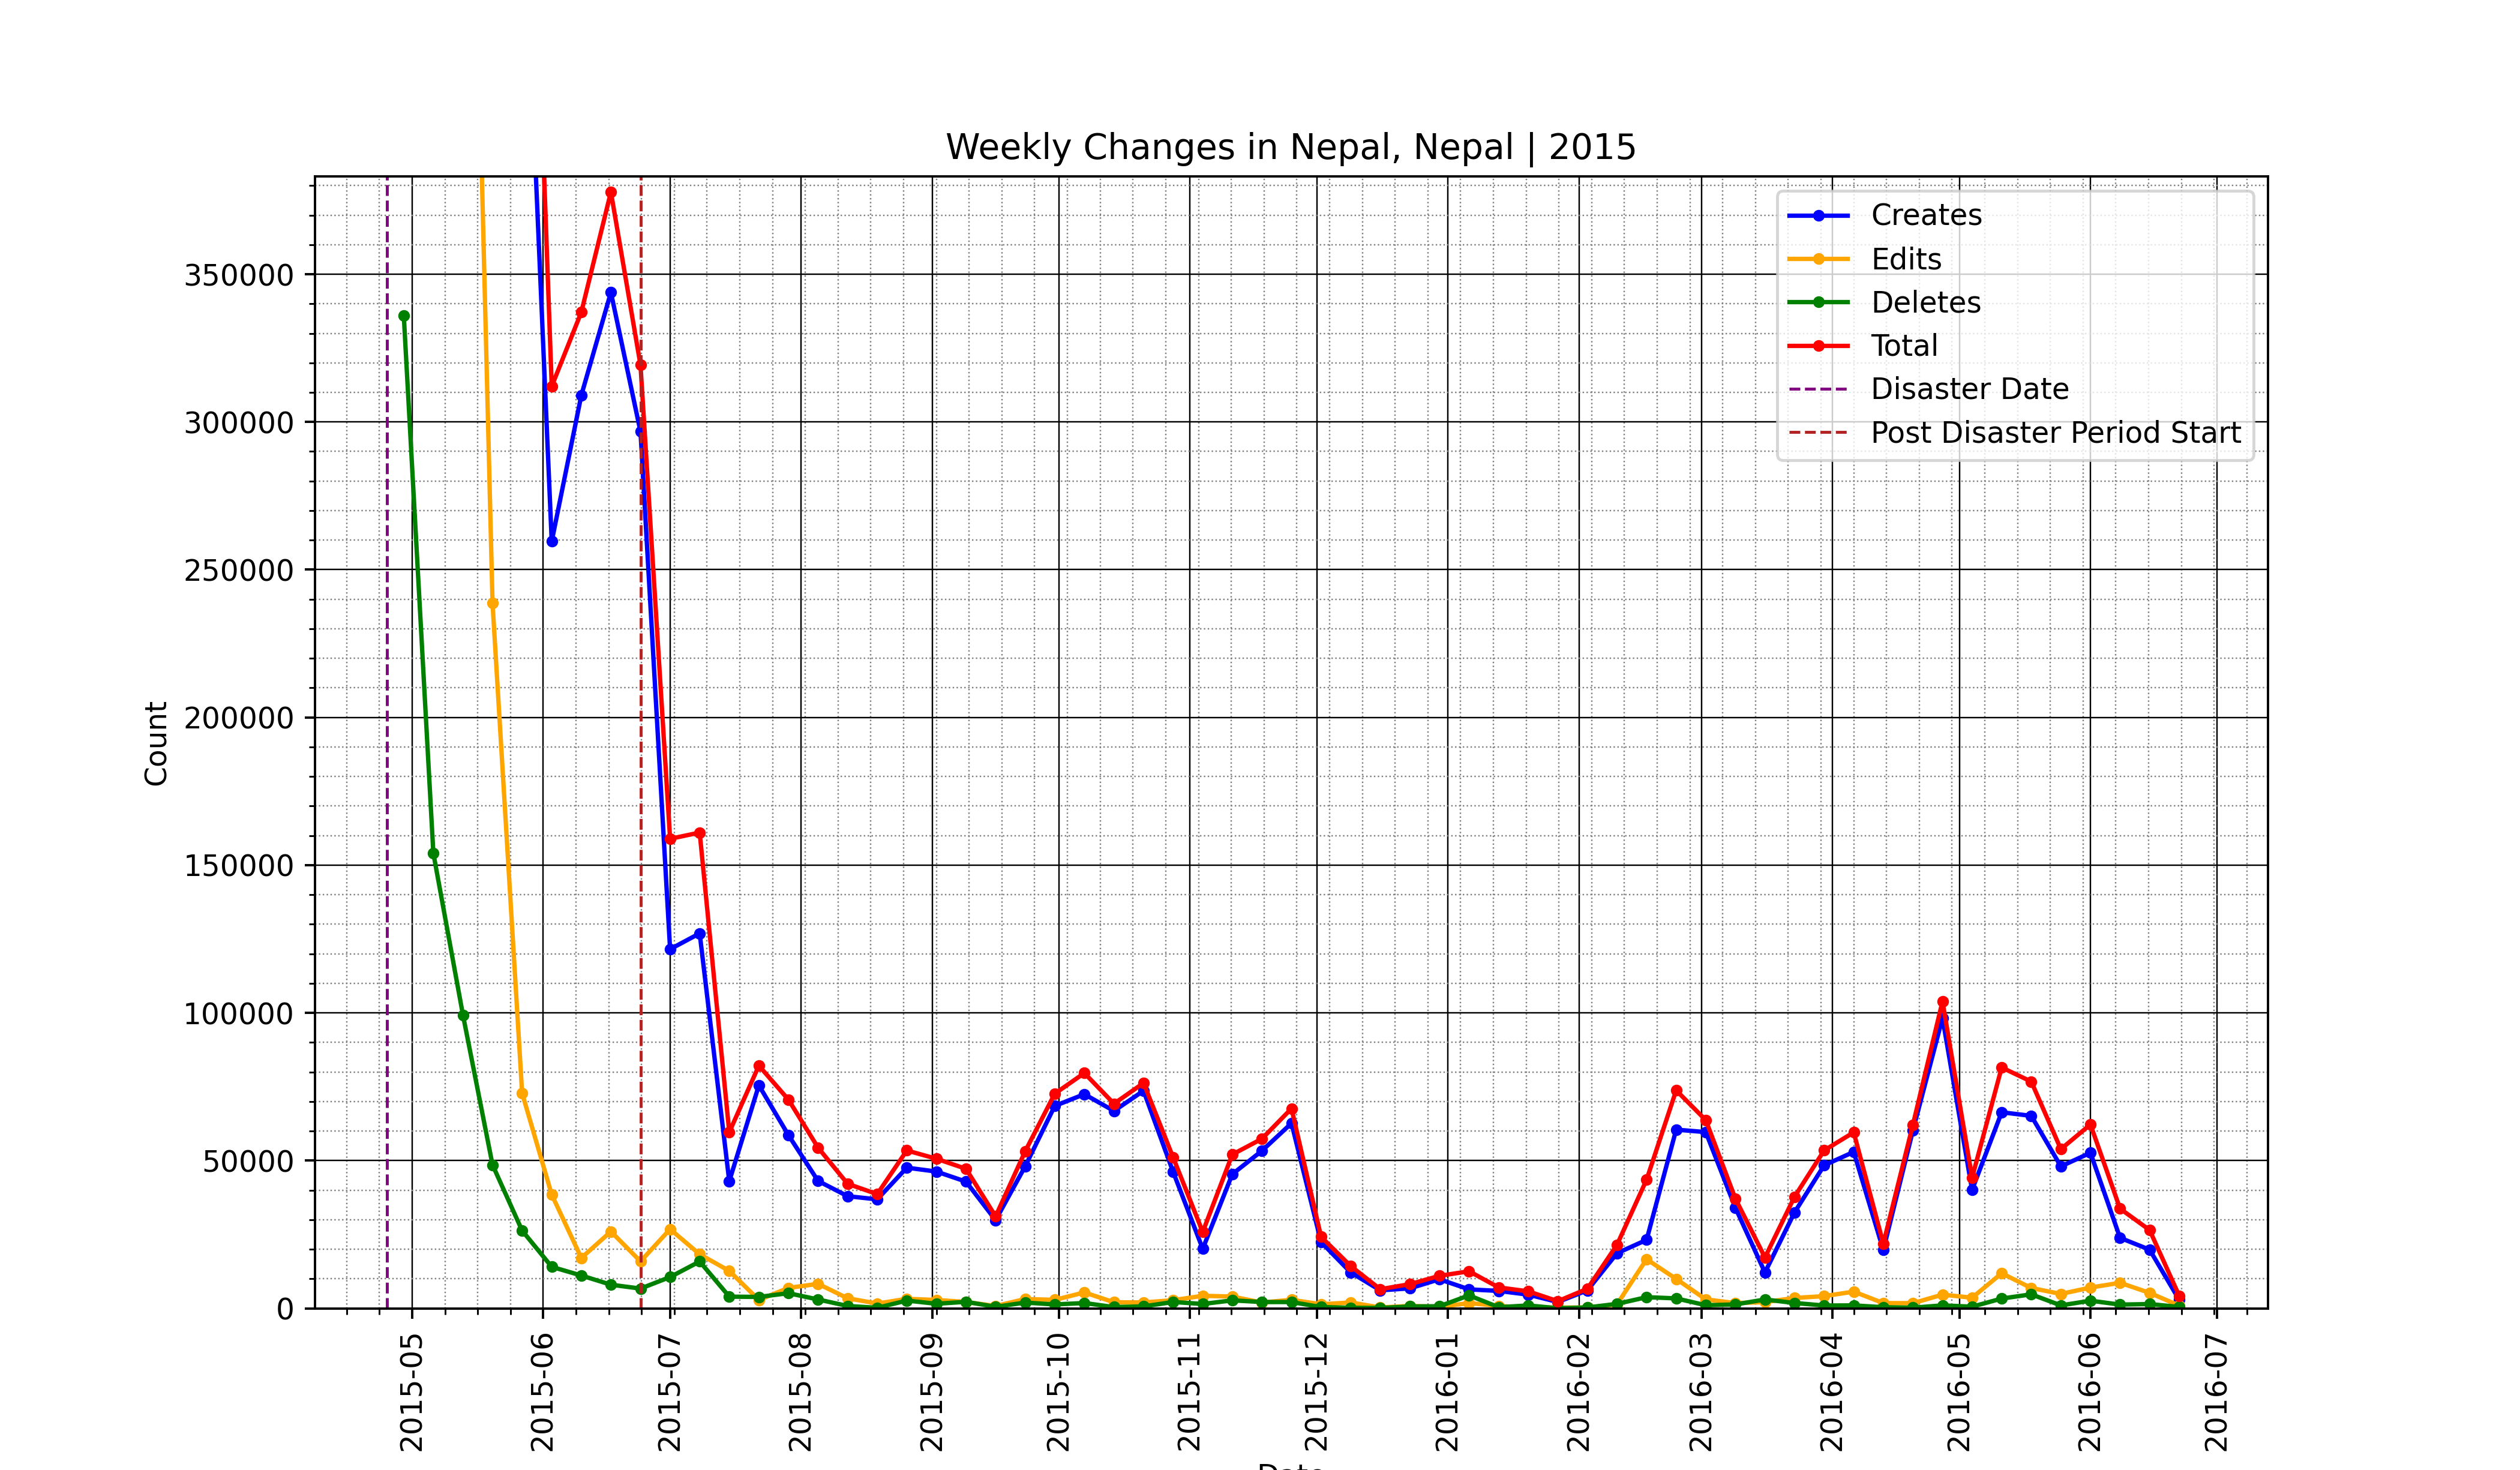 Weekly Changes in Nepal, Nepal | 2015
Creates
Edits
Deletes
Total
Disaster Date
Post Disaster Period Start
Count
350000
300000
250000
200000
150000
100000
50000
0
2015-05
2015-06
2015-07
2015-08
2015-09
2015-10
2015-11
2015-12
2016-01
2016-02
2016-03
2016-04
2016-05
2016-06
2016-07